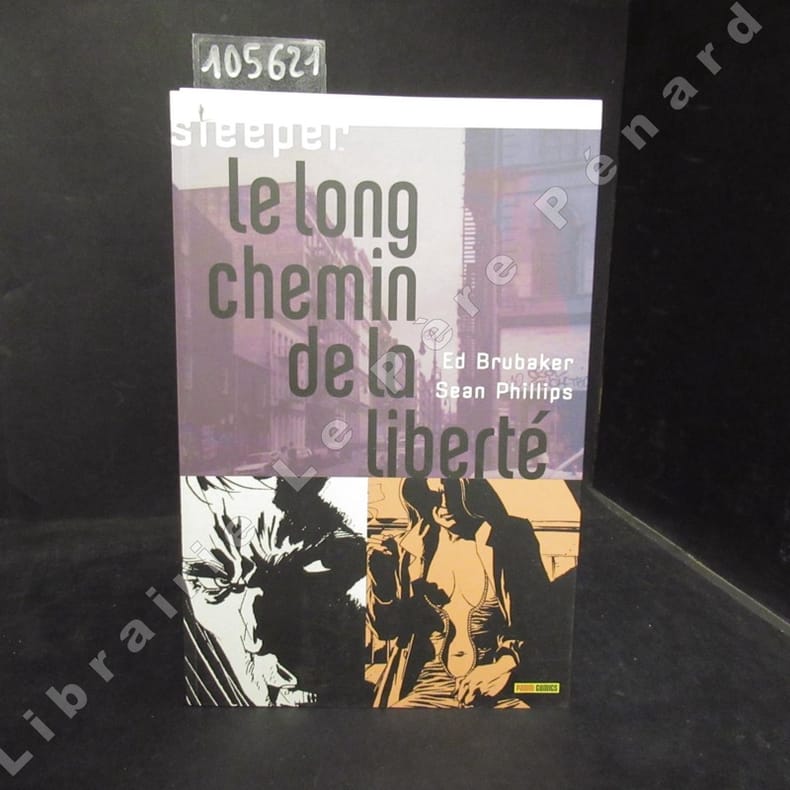 105621
sleeper
le long
chemin
de la
liberté
Ed Brubaker
Sean Phillips
PANINI COMICS
Librairie Le Père Pénard